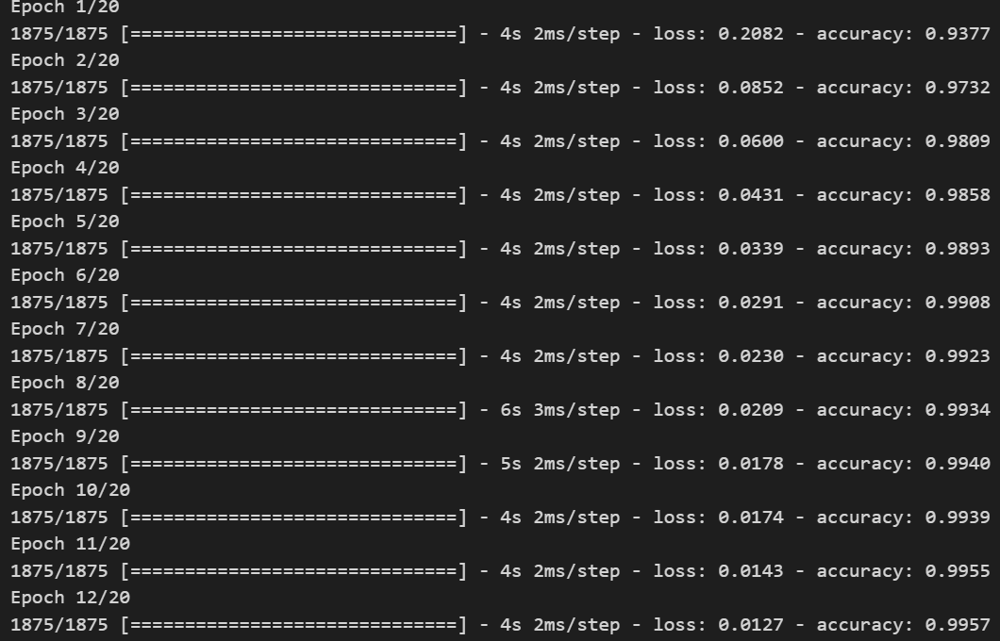 Epoch 1/20
1875/1875 [==============================] - 4s 2ms/step - loss: 0.2082 - accuracy: 0.9377
Epoch 2/20
1875/1875 [==============================] - 4s 2ms/step - loss: 0.0852 - accuracy: 0.9732
Epoch 3/20
1875/1875 [==============================] - 4s 2ms/step - loss: 0.0600 - accuracy: 0.9809
Epoch 4/20
1875/1875 [==============================] - 4s 2ms/step - loss: 0.0431 - accuracy: 0.9858
Epoch 5/20
1875/1875 [==============================] - 4s 2ms/step - loss: 0.0339 - accuracy: 0.9893
Epoch 6/20
1875/1875 [==============================] - 4s 2ms/step - loss: 0.0291 - accuracy: 0.9908
Epoch 7/20
1875/1875 [==============================] - 4s 2ms/step - loss: 0.0230 - accuracy: 0.9923
Epoch 8/20
1875/1875 [==============================] - 6s 3ms/step - loss: 0.0209 - accuracy: 0.9934
Epoch 9/20
1875/1875 [==============================] - 5s 2ms/step - loss: 0.0178 - accuracy: 0.9940
Epoch 10/20
1875/1875 [==============================] - 4s 2ms/step - loss: 0.0174 - accuracy: 0.9939
Epoch 11/20
1875/1875 [==============================] - 4s 2ms/step - loss: 0.0143 - accuracy: 0.9955
Epoch 12/20
1875/1875 [==============================] - 4s 2ms/step - loss: 0.0127 - accuracy: 0.9957